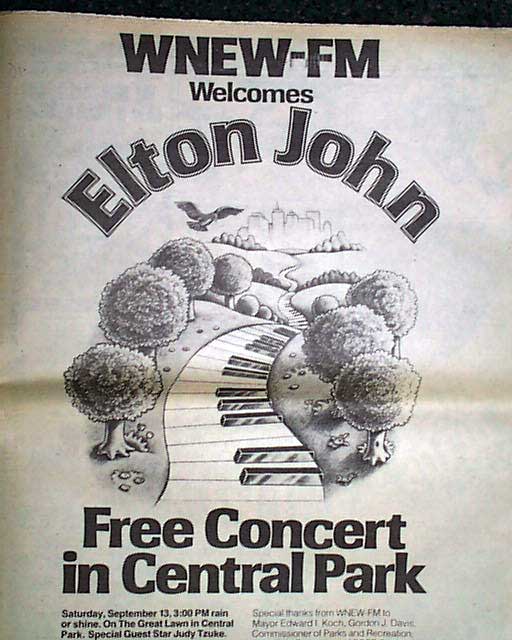 WNEW-FM
Welcomes
Elton John
Free Concert
in Central Park
Saturday, September 13, 3:00 PM rain
or shine. On The Great Lawn in Central
Park. Special Guest Star Judy Tzuke.
Special thanks from WNEW-FM to
Mayor Edward I. Koch, Gordon J. Davis,
Commissioner of Parks and Recreation,